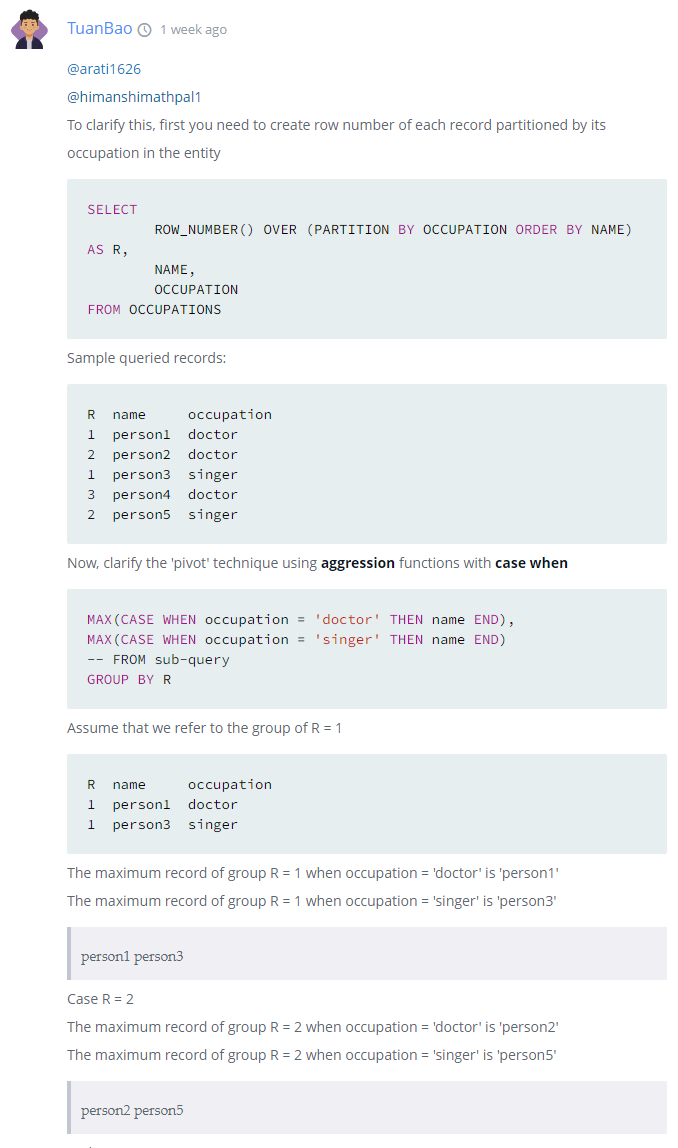 TuanBao 1 week ago
@arati1626
@himanshimathpal1
To clarify this, first you need to create row number of each record partitioned by its
occupation in the entity
SELECT
ROW_NUMBER() OVER (PARTITION BY OCCUPATION ORDER BY NAME)
AS R,
NAME,
OCCUPATION
FROM OCCUPATIONS
Sample queried records:
R name occupation
1 person1 doctor
2 person2 doctor
1 person3 singer
3 person4 doctor
2 person5 singer
Now, clarify the 'pivot' technique using aggression functions with case when
MAX(CASE WHEN occupation = 'doctor' THEN name END),
MAX(CASE WHEN occupation = 'singer' THEN name END)
-- FROM sub-query
GROUP BY R
Assume that we refer to the group of R = 1
R name occupation
1 person1 doctor
1 person3 singer
The maximum record of group R = 1 when occupation = 'doctor' is 'person1'
The maximum record of group R = 1 when occupation = 'singer' is 'person3'
person1 person3
Case R = 2
The maximum record of group R = 2 when occupation = 'doctor' is 'person2'
The maximum record of group R = 2 when occupation = 'singer' is 'person5'
person2 person5